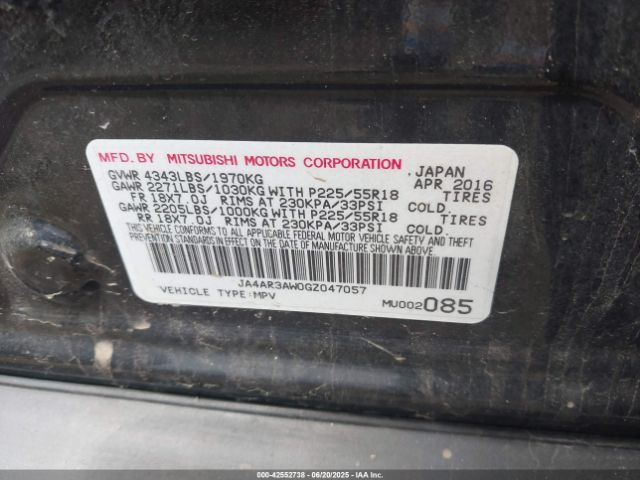 MFD. BY MITSUBISHI MOTORS CORPORATION
GVWR 4343LBS/1970KG , JAPAN APR 2016
GAWR 2271LBS/1030KG WITH P225/55R18 TIRES
FR 18X7.0J RIMS AT 230KPA/33PSI COLD.
GAWR 2205LBS/1000KG WITH P225/55R18 TIRES
RR 18X7.0J RIMS AT 230KPA/33PSI COLD.
THIS VEHICLE CONFORMS TO ALL APPLICABLE FEDERAL MOTOR VEHICLE SAFETY AND THEFT
PREVENTION STANDARDS IN EFFECT ON THE DATE OF MANUFACTURE SHOWN ABOVE.
JA4AR3AW0GZ047057
VEHICLE TYPE:MPV MU002085
000-42552738 - 06/20/2025 - IAAI.COM